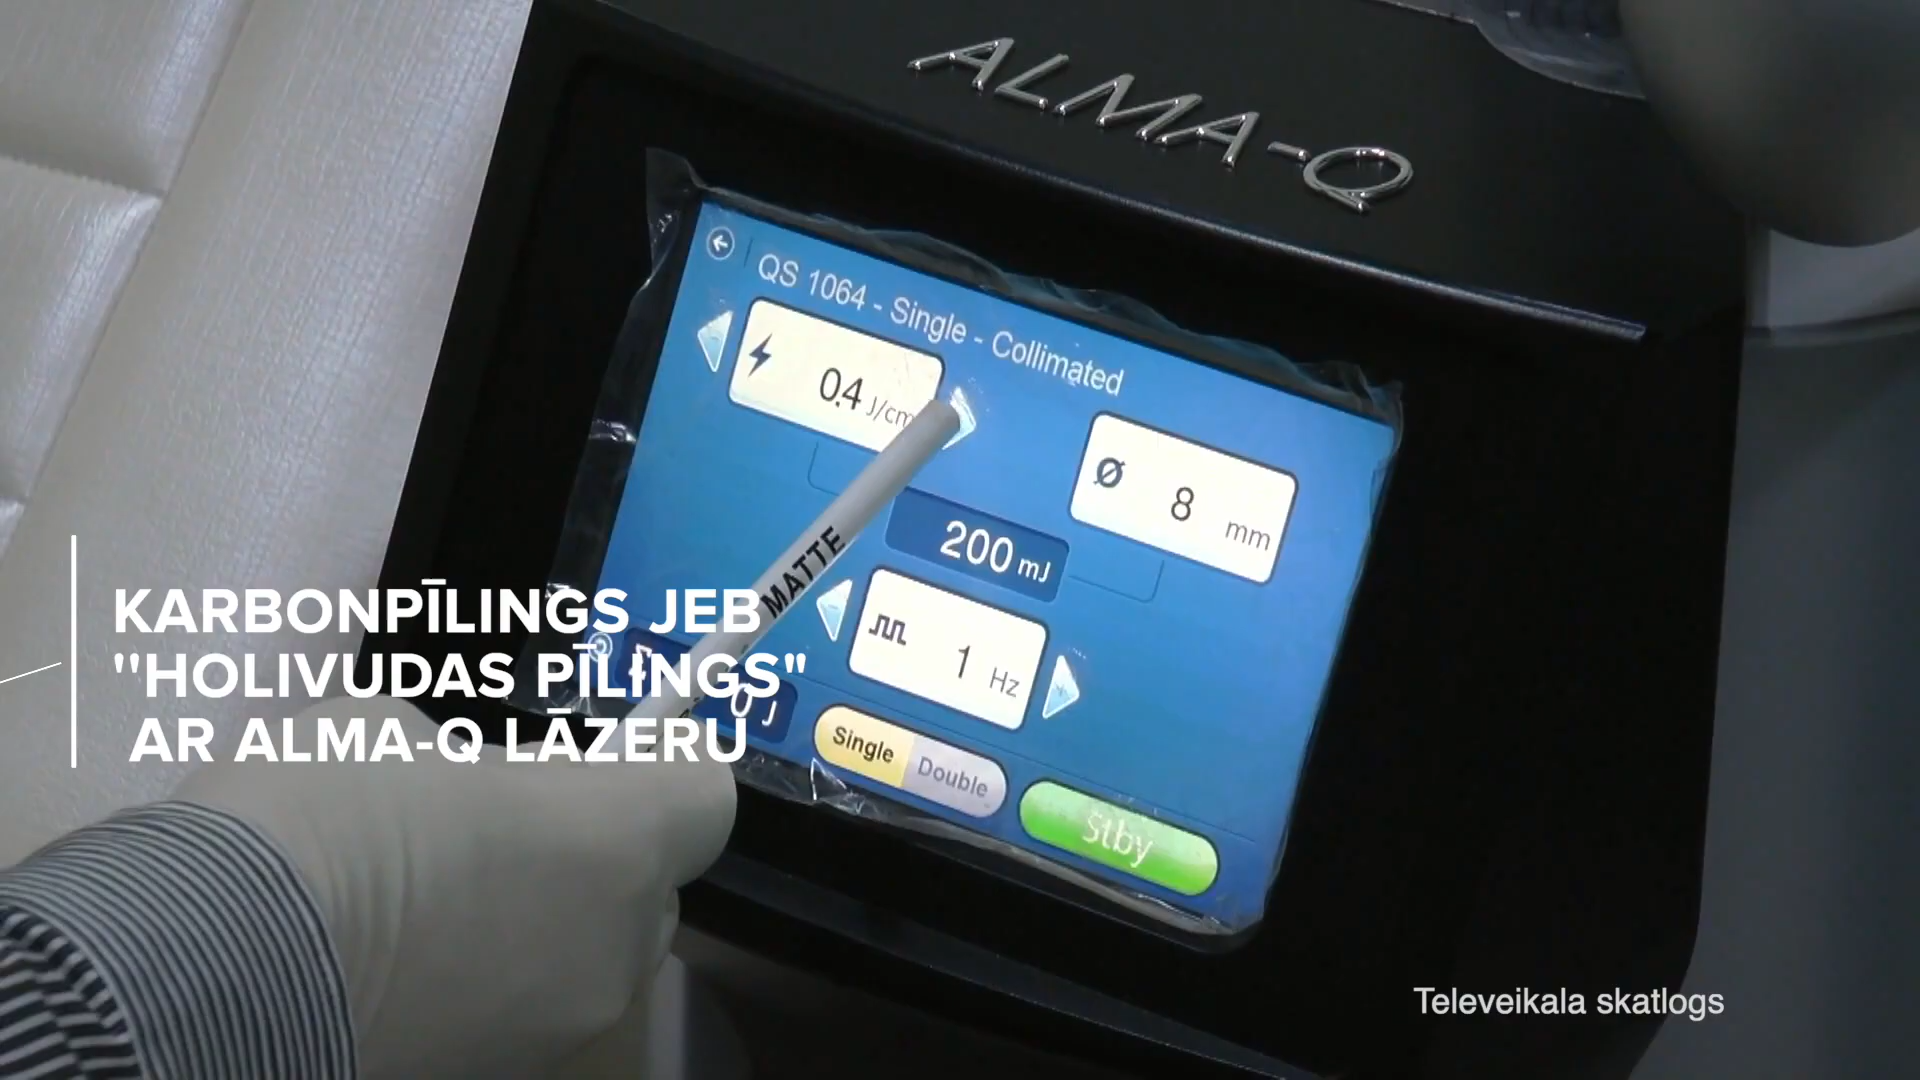 ALMA-Q
QS 1064 - Single - Collimated
0.4 J/cm
Ø 8 mm
200 mJ
MATTE
1 Hz
0 J
Single Double
Stby
KARBONPĪLINGS JEB
"HOLIVUDAS PĪLINGS"
AR ALMA-Q LĀZERU
Televeikala skatlogs